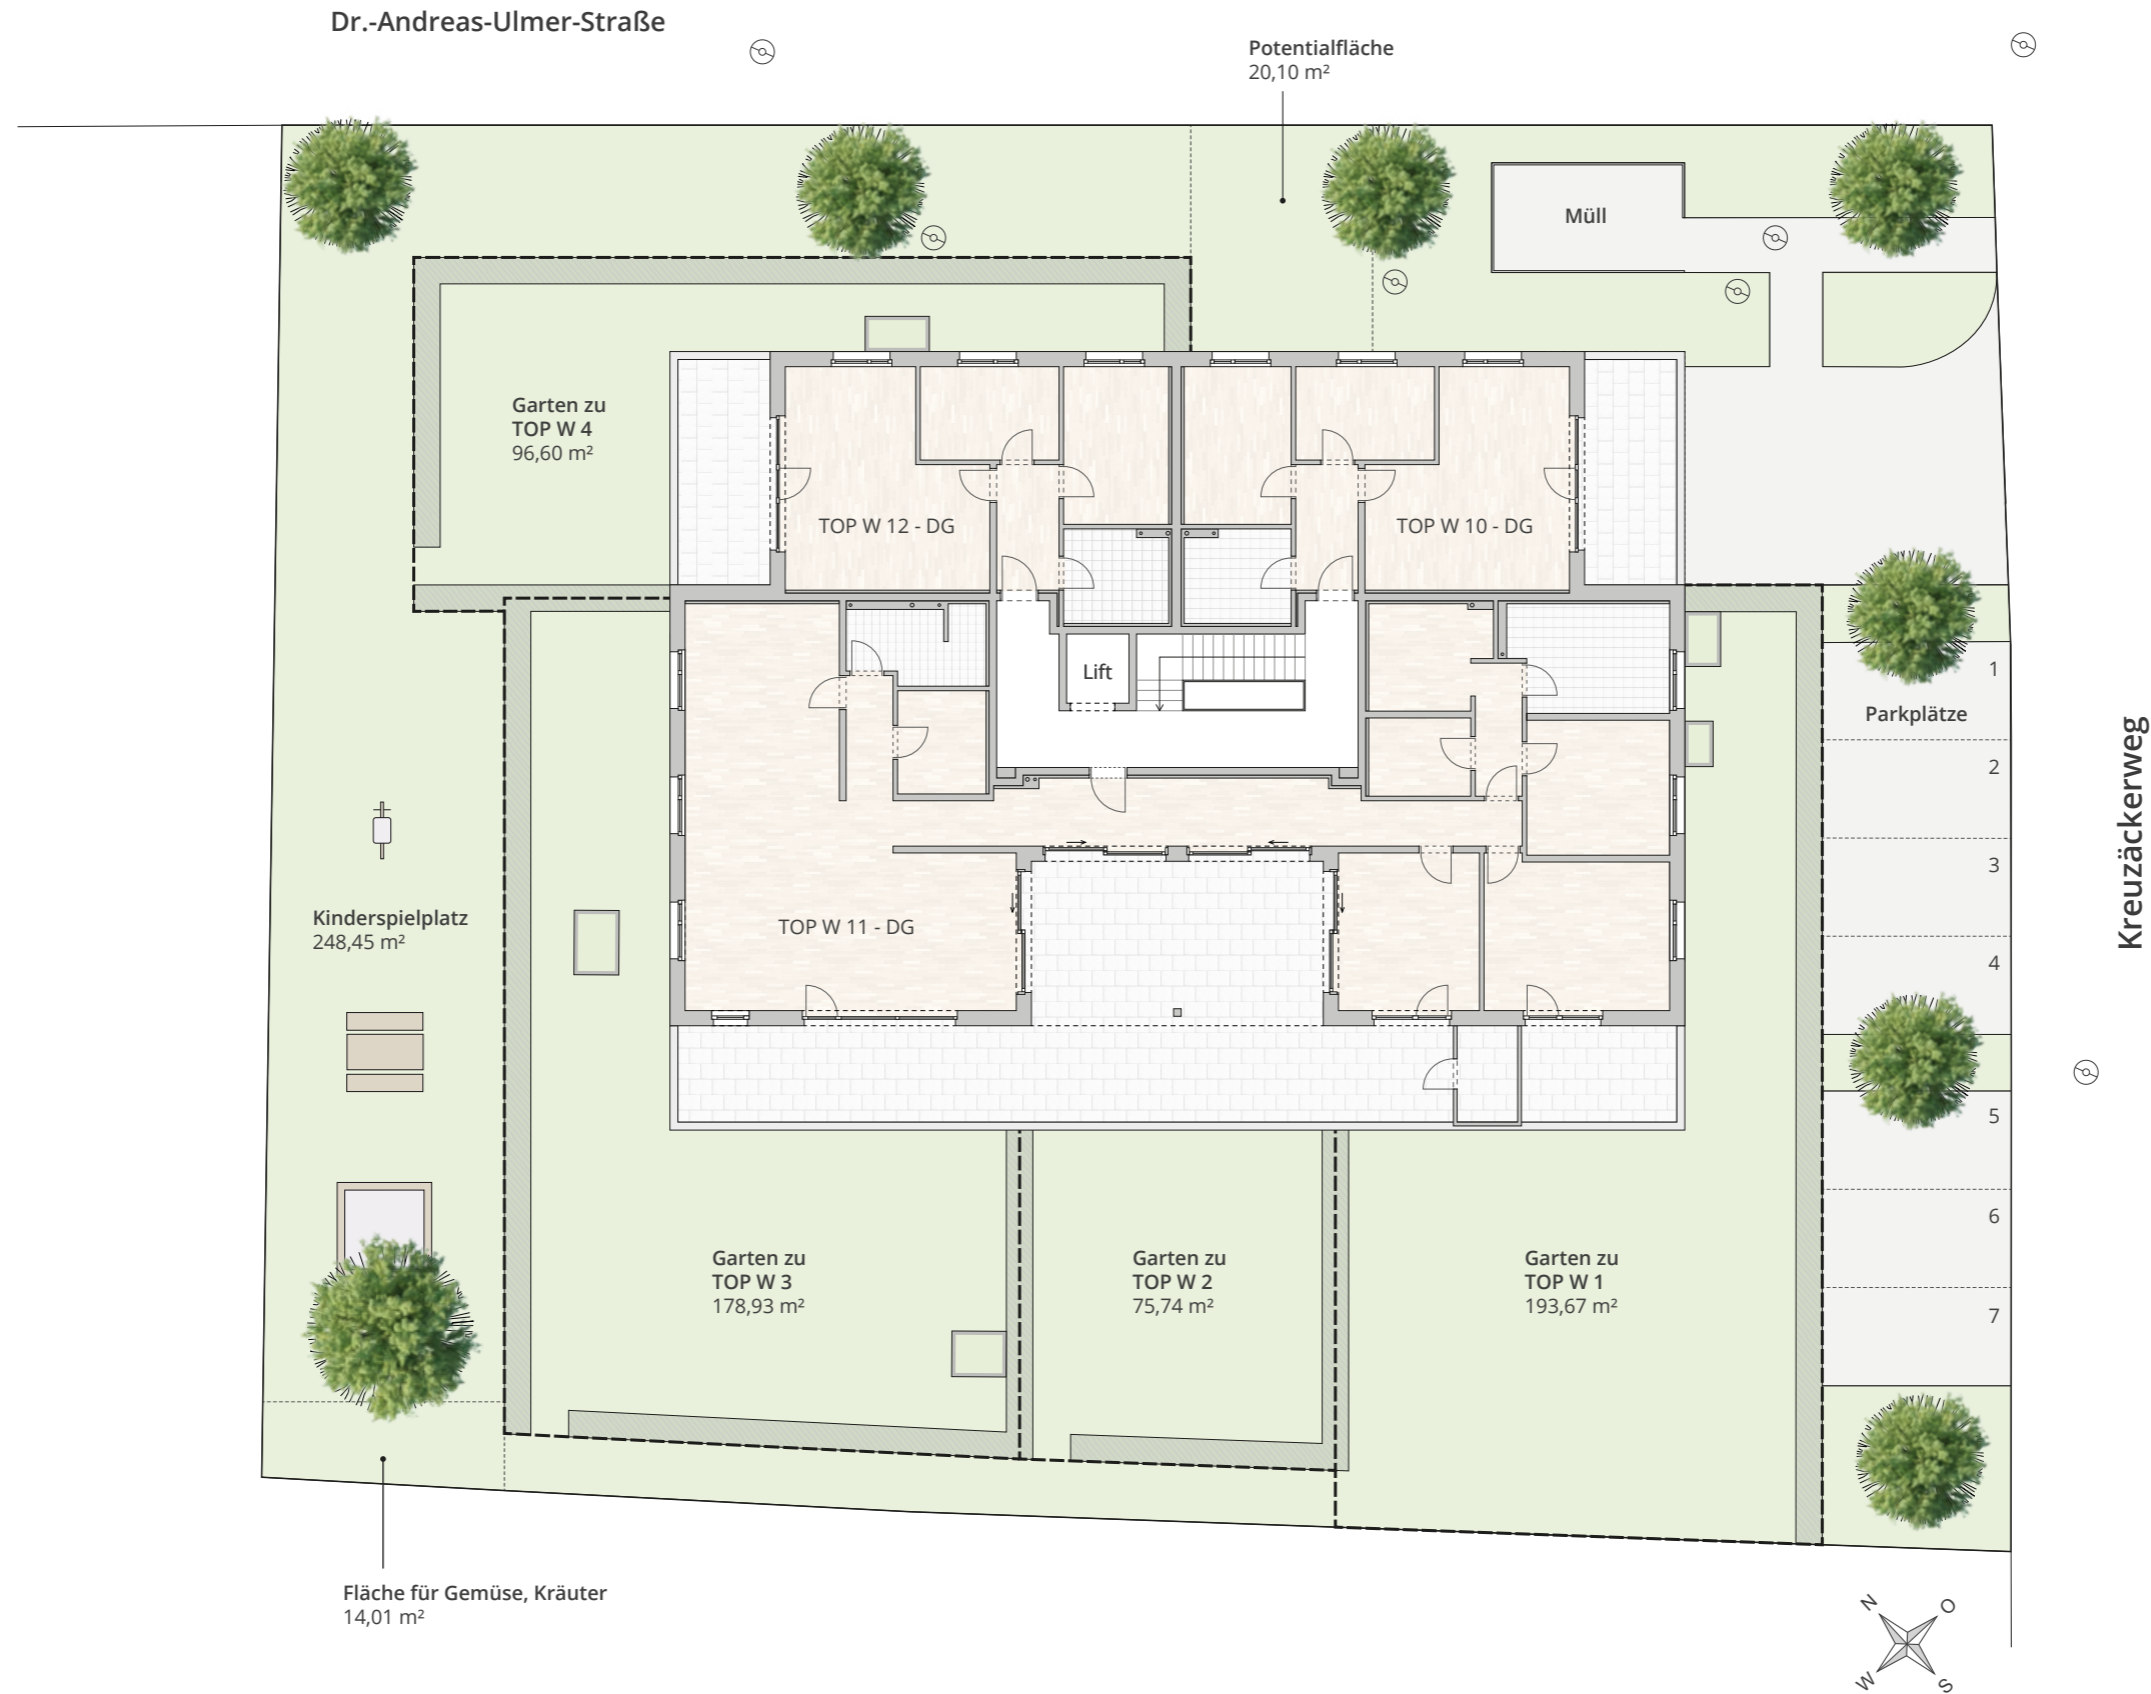 Dr.-Andreas-Ulmer-Straße
Potentialfläche
20,10 m²
Müll
Garten zu
TOP W 4
96,60 m²
TOP W 12 - DG
TOP W 10 - DG
Lift
1
Parkplätze
2
3
4
Kreuzäckerweg
Kinderspielplatz
248,45 m²
TOP W 11 - DG
5
6
7
Garten zu
TOP W 3
178,93 m²
Garten zu
TOP W 2
75,74 m²
Garten zu
TOP W 1
193,67 m²
Fläche für Gemüse, Kräuter
14,01 m²
N
O
W
S